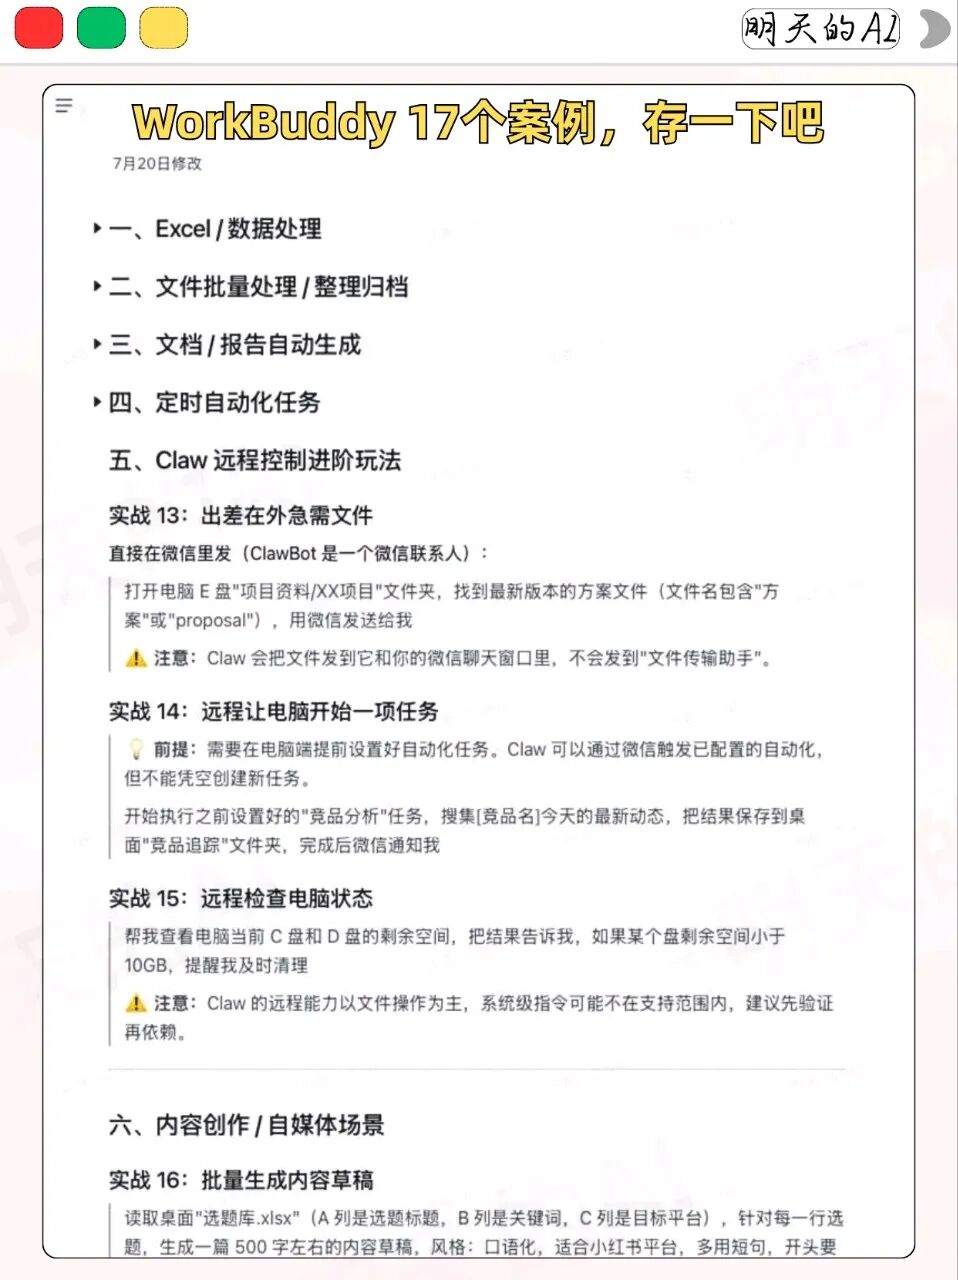 明天的AI
WorkBuddy 17个案例，存一下吧
7月20日修改
一、Excel / 数据处理
二、文件批量处理 / 整理归档
三、文档 / 报告自动生成
四、定时自动化任务
五、Claw 远程控制进阶玩法
实战 13：出差在外急需文件
直接在微信里发（ClawBot 是一个微信联系人）：
打开电脑 E 盘"项目资料/XX项目"文件夹，找到最新版本的方案文件（文件名包含"方
案"或"proposal"），用微信发送给我
⚠️ 注意：Claw 会把文件发到它和你的微信聊天窗口里，不会发到"文件传输助手"。
实战 14：远程让电脑开始一项任务
💡 前提：需要在电脑端提前设置好自动化任务。Claw 可以通过微信触发已配置的自动化，
但不能凭空创建新任务。
开始执行之前设置好的"竞品分析"任务，搜集[竞品名]今天的最新动态，把结果保存到桌
面"竞品追踪"文件夹，完成后微信通知我
实战 15：远程检查电脑状态
帮我查看电脑当前 C 盘和 D 盘的剩余空间，把结果告诉我，如果某个盘剩余空间小于
10GB，提醒我及时清理
⚠️ 注意：Claw 的远程能力以文件操作为主，系统级指令可能不在支持范围内，建议先验证
再依赖。
六、内容创作 / 自媒体场景
实战 16：批量生成内容草稿
读取桌面"选题库.xlsx"（A 列是选题标题，B 列是关键词，C 列是目标平台），针对每一行选
题，生成一篇 500 字左右的内容草稿，风格：口语化，适合小红书平台，多用短句，开头要